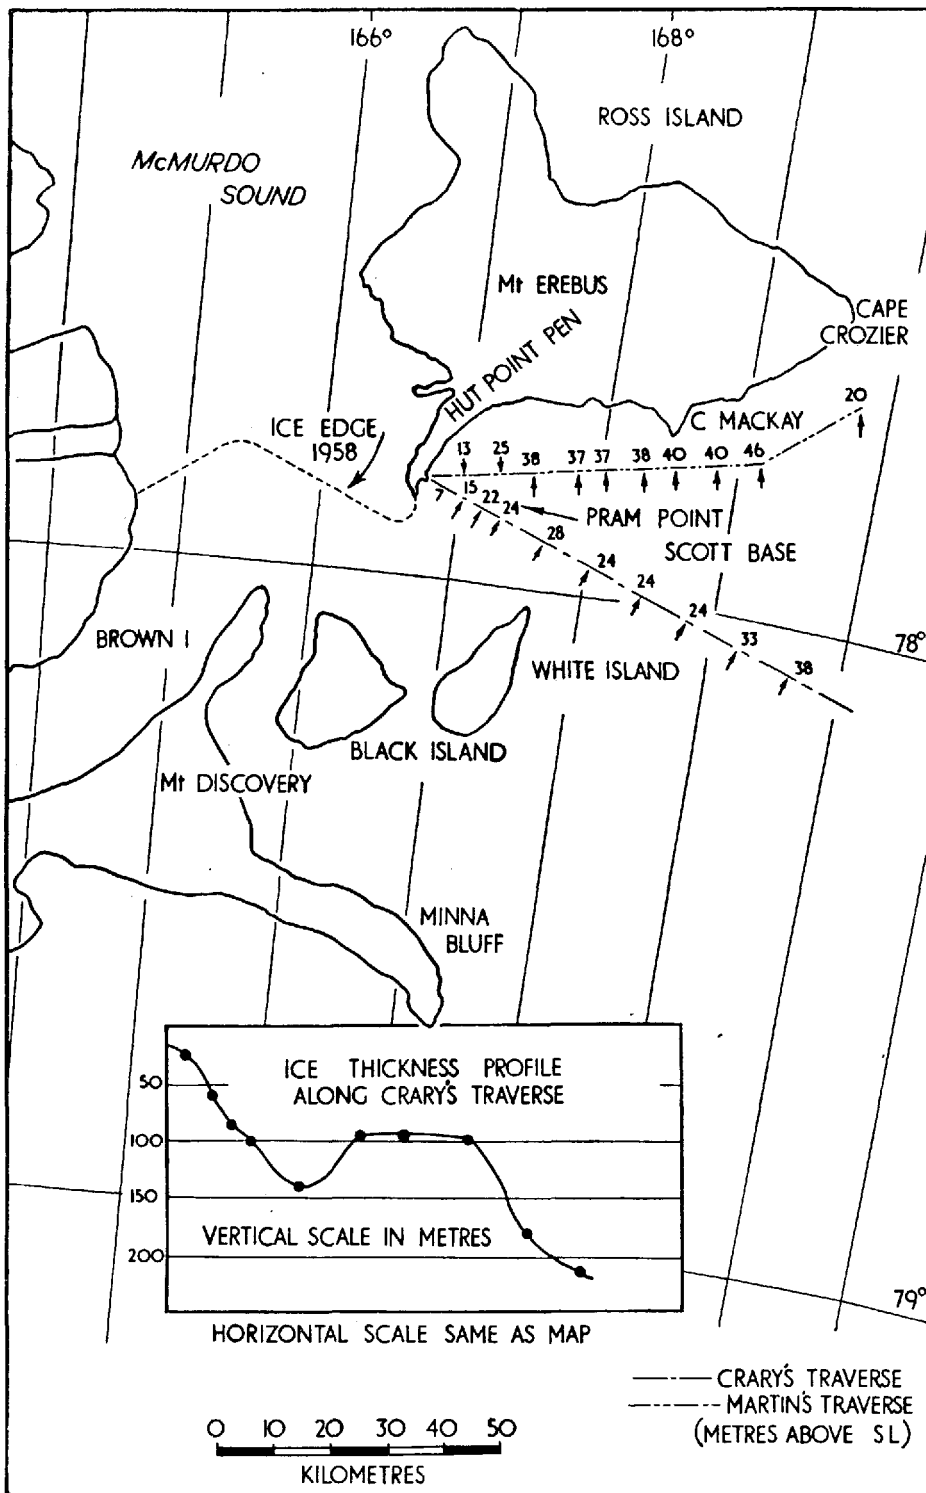 166°
168°
ROSS ISLAND
McMURDO
SOUND
Mt EREBUS
CAPE
CROZIER
HUT POINT PEN
20
C MACKAY
ICE EDGE
1958
13
25
38
37
37
38
40
40
46
7
15
22
24
28
24
24
24
33
38
PRAM POINT
SCOTT BASE
78°
BROWN I
WHITE ISLAND
BLACK ISLAND
Mt DISCOVERY
MINNA
BLUFF
ICE THICKNESS PROFILE
ALONG CRARY'S TRAVERSE
50
100
150
200
VERTICAL SCALE IN METRES
79°
HORIZONTAL SCALE SAME AS MAP
CRARY'S TRAVERSE
MARTIN'S TRAVERSE
(METRES ABOVE SL)
0 10 20 30 40 50
KILOMETRES